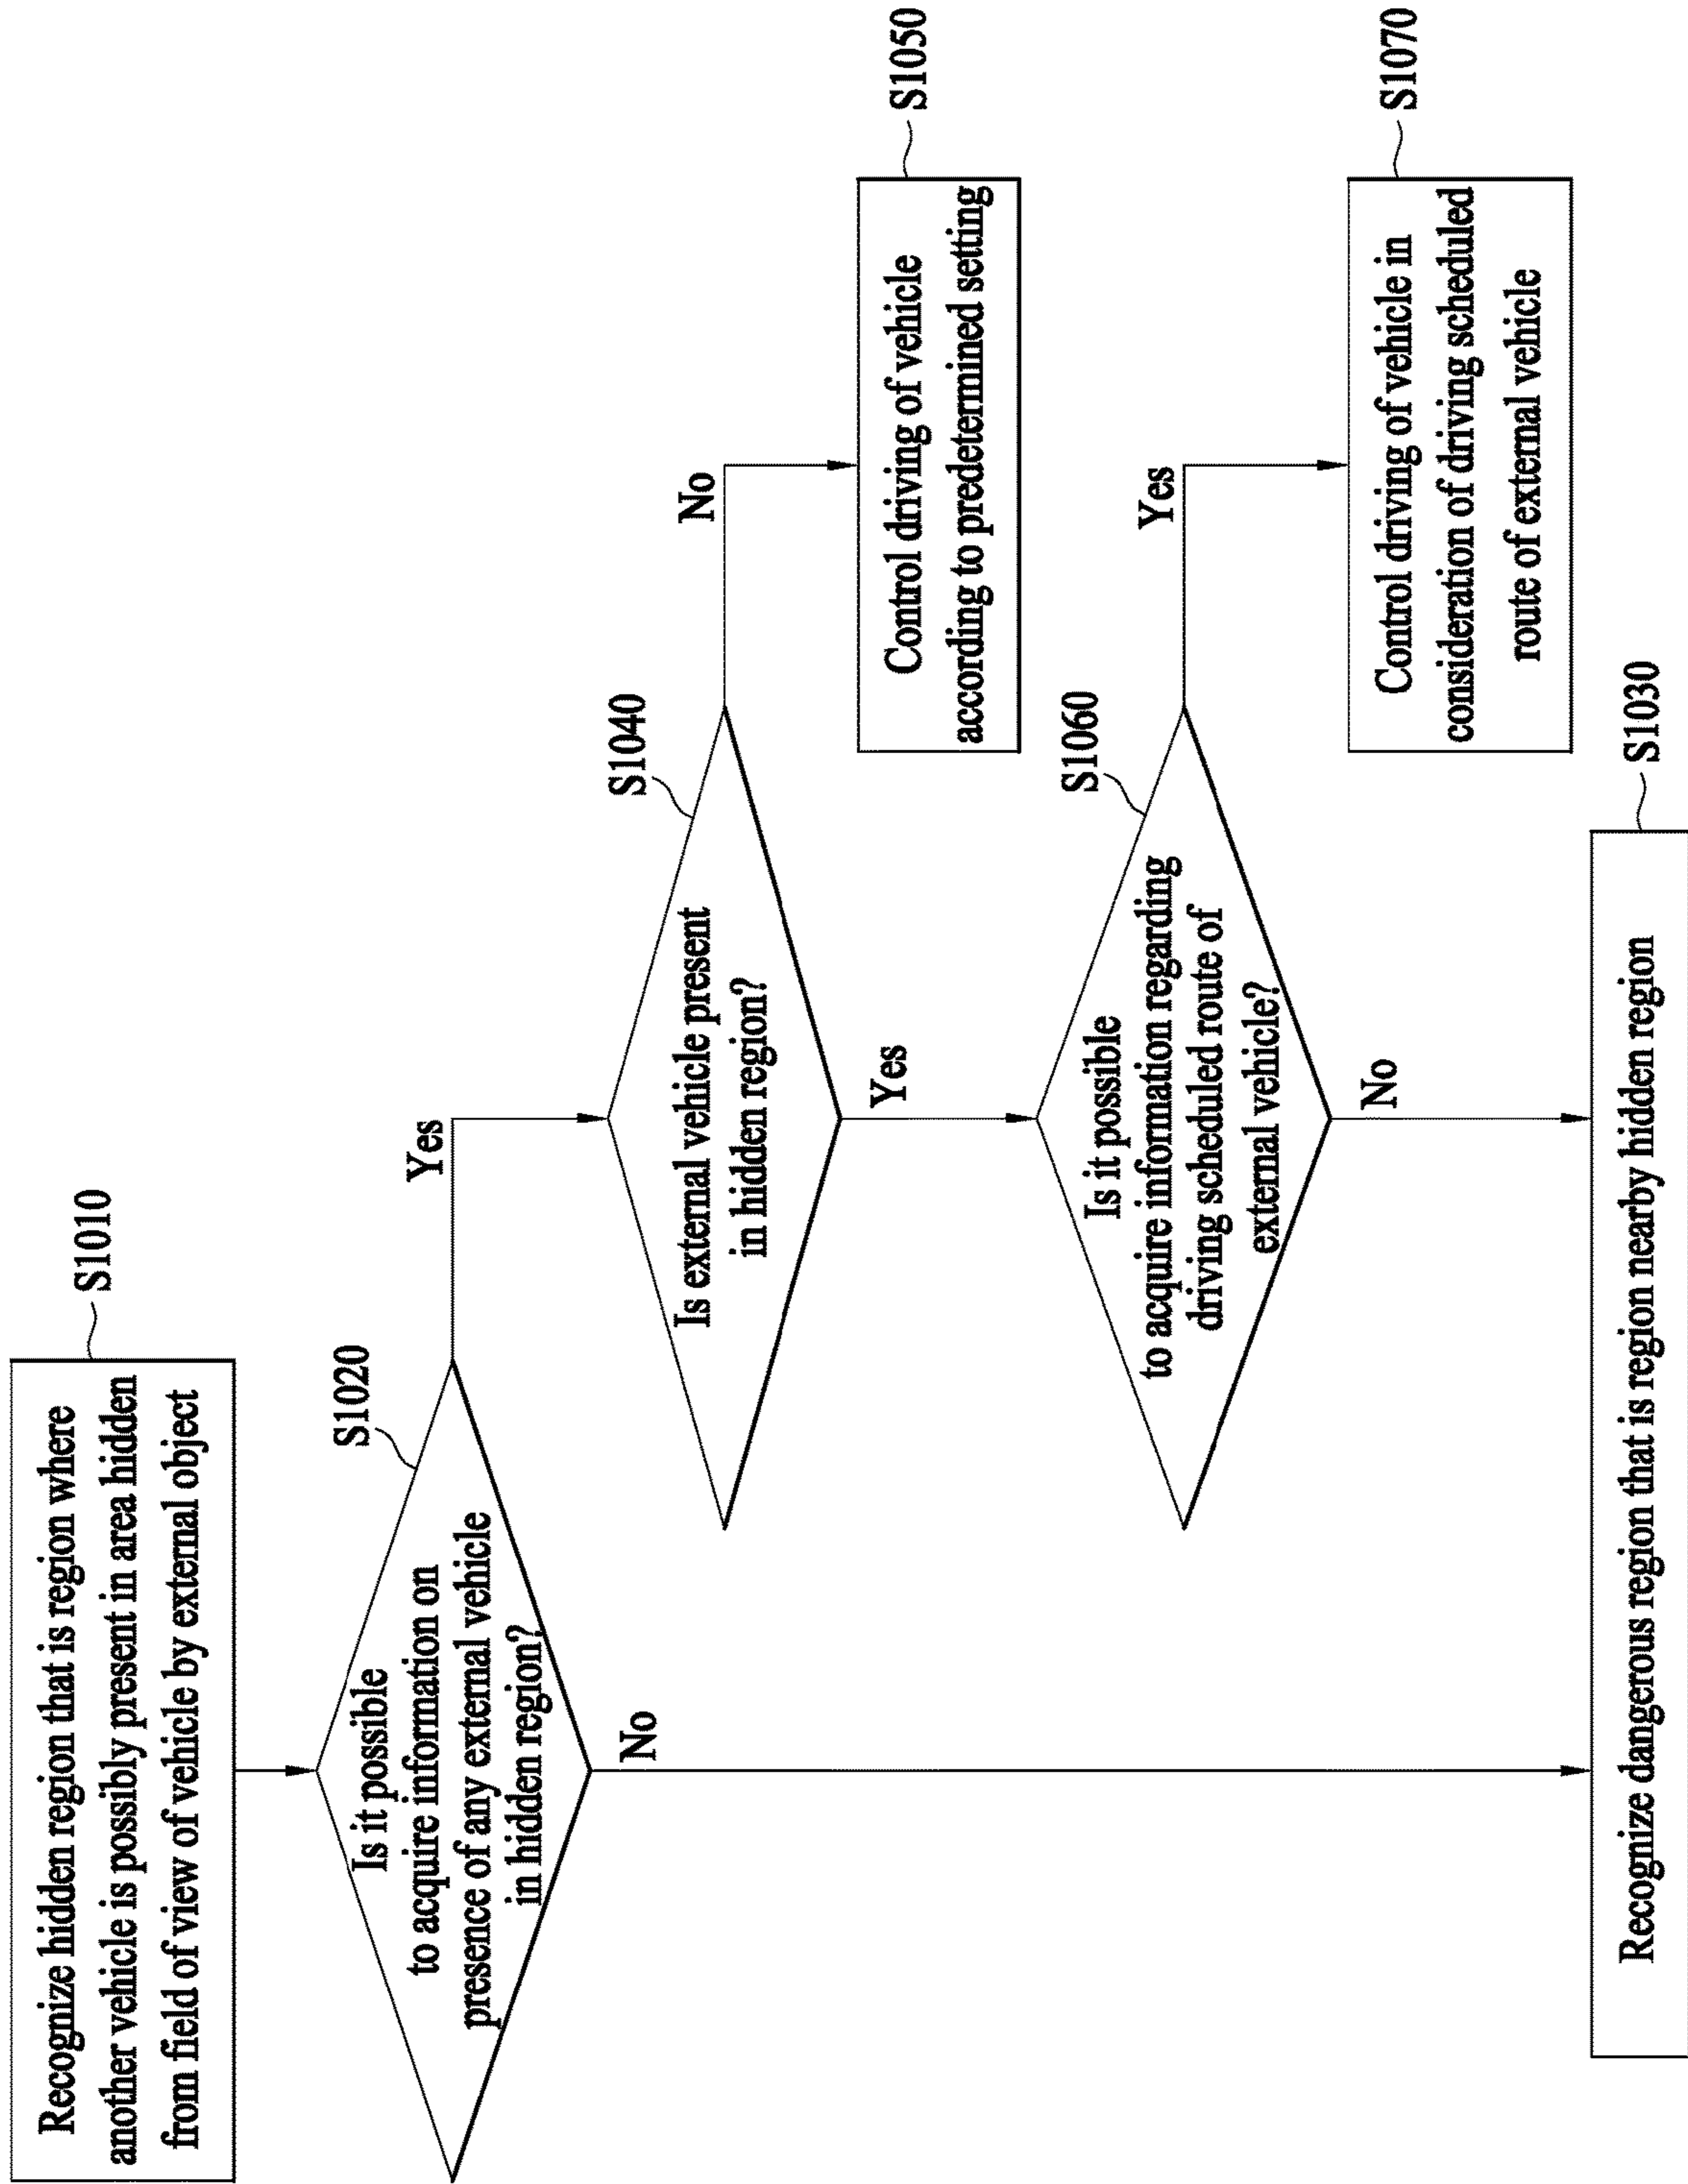 Recognize hidden region that is region where
another vehicle is possibly present in area hidden
from field of view of vehicle by external object
S1010
Is it possible
to acquire information on
presence of any external vehicle
in hidden region?
S1020
Yes
No
Is external vehicle present
in hidden region?
S1040
No
Yes
Control driving of vehicle
according to predetermined setting
S1050
Is it possible
to acquire information regarding
driving scheduled route of
external vehicle?
S1060
Yes
No
Control driving of vehicle in
consideration of driving scheduled
route of external vehicle
S1070
Recognize dangerous region that is region nearby hidden region
S1030